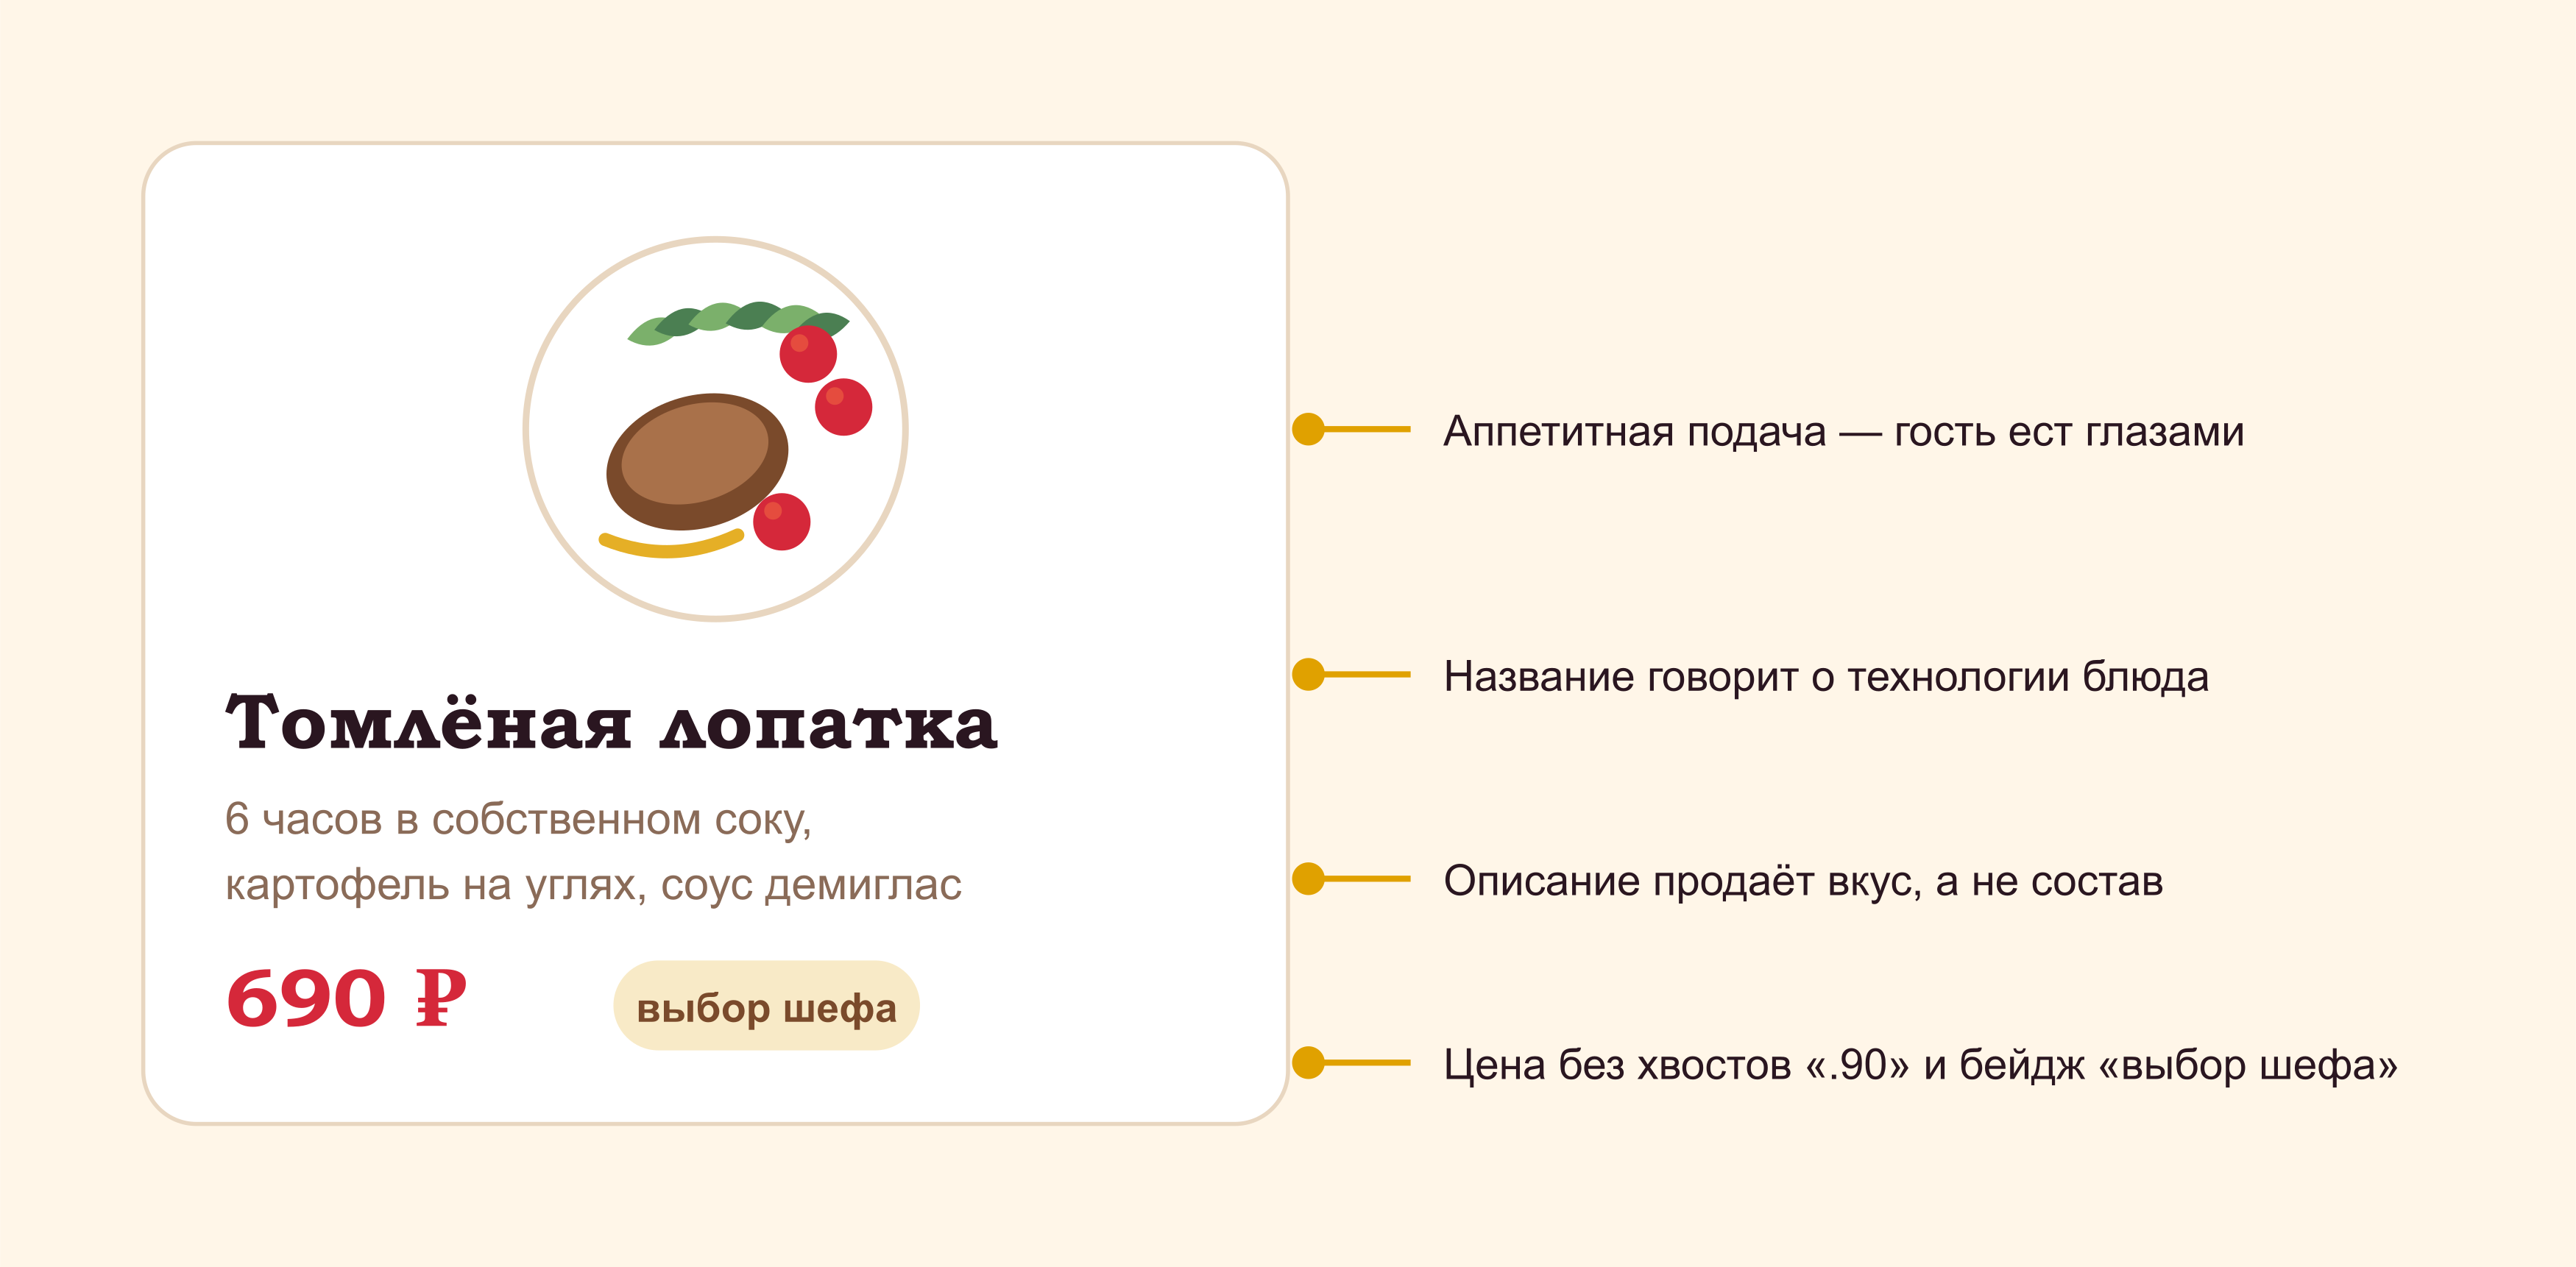 Томлёная лопатка
6 часов в собственном соку,
картофель на углях, соус демиглас
690 ₽
выбор шефа
Аппетитная подача — гость ест глазами
Название говорит о технологии блюда
Описание продаёт вкус, а не состав
Цена без хвостов «.90» и бейдж «выбор шефа»